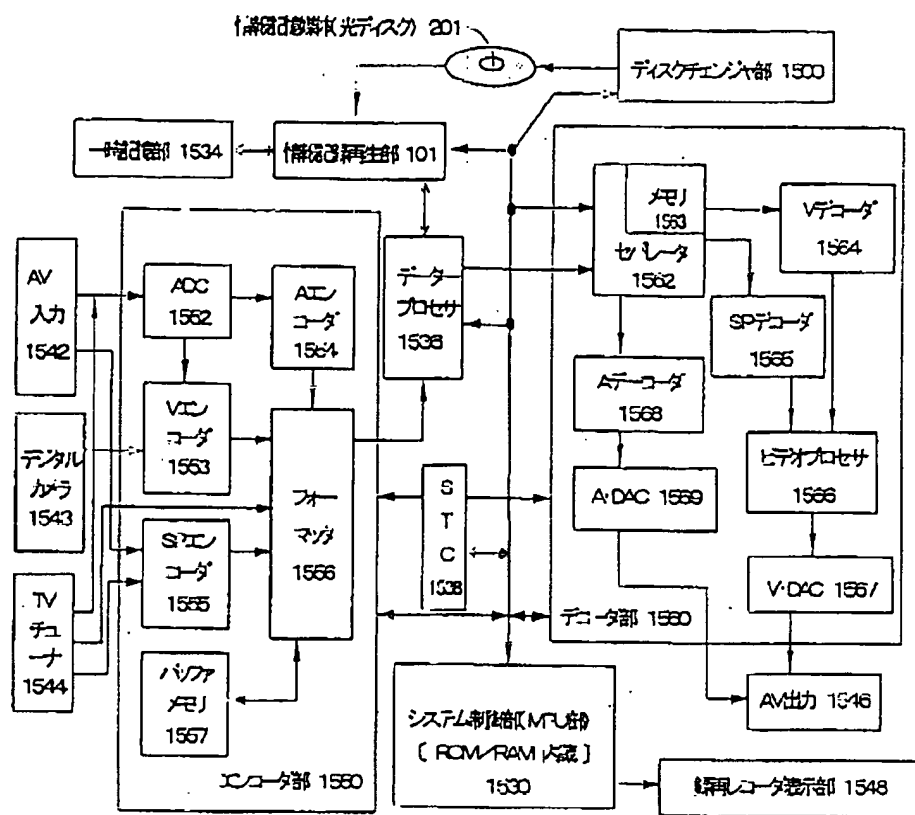 情報記憶媒体(光ディスク) 201
ディスクチェンジャ部 1500
一時記憶部 1534
情報記録再生部 101
AV
入力
1542
デジタル
カメラ
1543
TV
チュ
ーナ
1544
ADC
1552
Aエン
コーダ
1554
Vエン
コーダ
1553
SPエン
コーダ
1555
フォー
マッタ
1556
バッファ
メモリ
1557
エンコーダ部 1550
データー
プロセサ
1536
S
T
C
1538
メモリ
1563
セパレータ
1562
Vデコーダ
1564
SPデコーダ
1565
Aデーコーダ
1568
ビデオプロセサ
1566
A・DAC 1569
V・DAC 1567
デコーダ部 1560
システム制御部(MPU部)
[ROM/RAM 内蔵]
1530
AV出力 1546
録再レコーダ表示部 1548